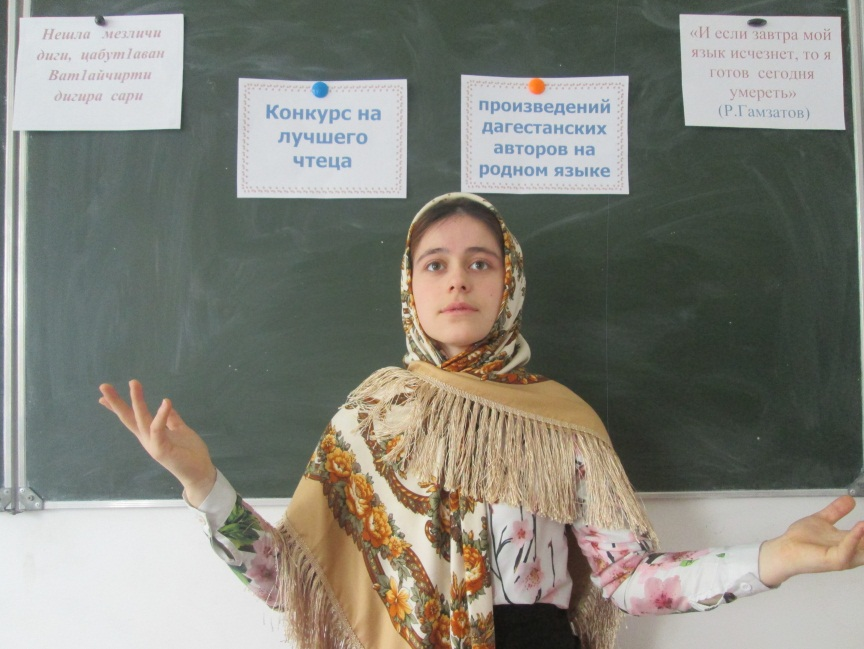 Нешла мезличи
диги, цабут1аван
Ват1айчирти
дигира сари
Конкурс на
лучшего
чтеца
произведений
дагестанских
авторов на
родном языке
«И если завтра мой
язык исчезнет, то я
готов сегодня
умереть»
(Р.Гамзатов)